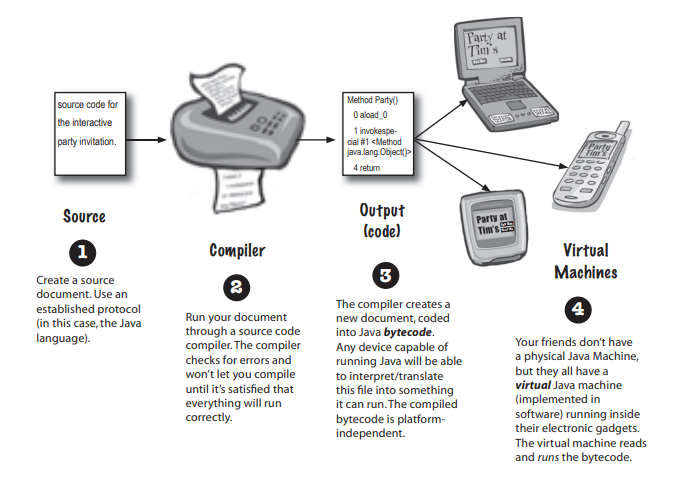 source code for
the interactive
party invitation.
Method Party()
0 aload_0
1 invokespe-
cial #1 <Method
java.lang.Object()>
4 return
Party at
Tim's
Party
Tim's
Party at
Tim's
Source
1
Create a source
document. Use an
established protocol
(in this case, the Java
language).
Compiler
2
Run your document
through a source code
compiler. The compiler
checks for errors and
won't let you compile
until it's satisfied that
everything will run
correctly.
Output
(code)
3
The compiler creates a
new document, coded
into Java bytecode.
Any device capable of
running Java will be able
to interpret/translate
this file into something
it can run. The compiled
bytecode is platform-
independent.
Virtual
Machines
4
Your friends don't have
a physical Java Machine,
but they all have a
virtual Java machine
(implemented in
software) running inside
their electronic gadgets.
The virtual machine reads
and runs the bytecode.